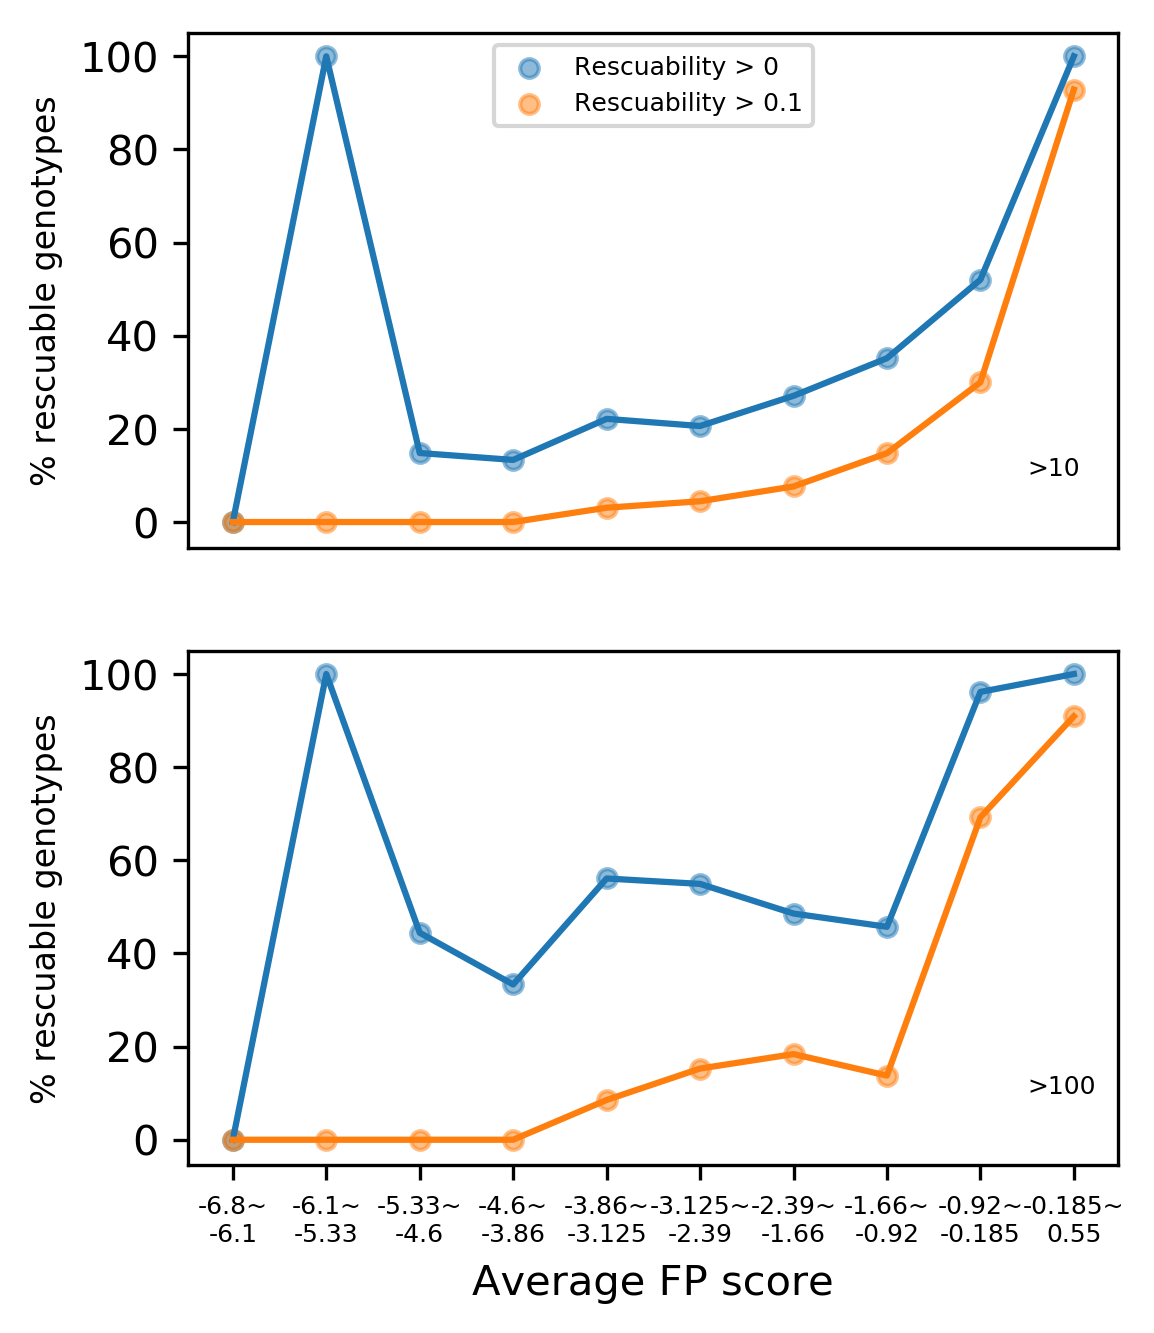 100
80
60
40
20
0
% rescuable genotypes
Rescuability > 0
Rescuability > 0.1
>10
100
80
60
40
20
0
% rescuable genotypes
>100
-6.8~ -6.1~ -5.33~ -4.6~ -3.86~ -3.125~ -2.39~ -1.66~ -0.92~ -0.185~
-6.1 -5.33 -4.6 -3.86 -3.125 -2.39 -1.66 -0.92 -0.185 0.55
Average FP score